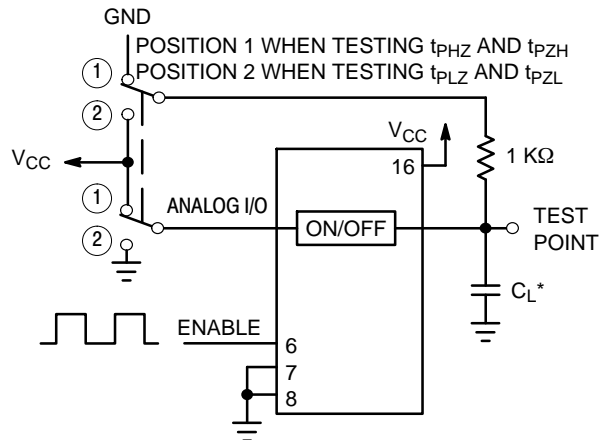 GND
POSITION 1 WHEN TESTING tPHZ AND tPZH
1 POSITION 2 WHEN TESTING tPLZ AND tPZL
2
VCC
16
1 KΩ
VCC
1
ANALOG I/O
ON/OFF
TEST
POINT
2
CL*
ENABLE
6
7
8